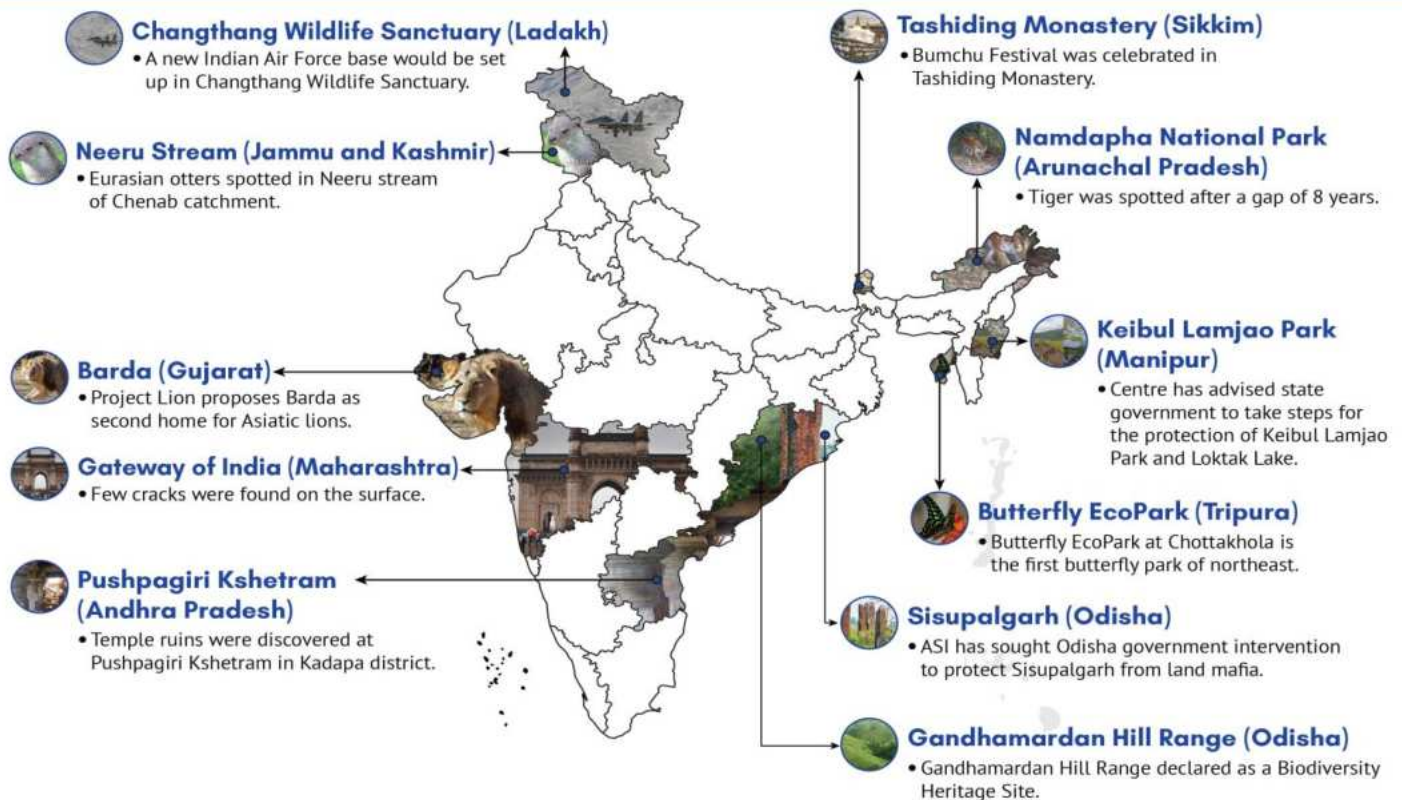 Changthang Wildlife Sanctuary (Ladakh)
• A new Indian Air Force base would be set
up in Changthang Wildlife Sanctuary.
Neeru Stream (Jammu and Kashmir)
• Eurasian otters spotted in Neeru stream
of Chenab catchment.
Barda (Gujarat)
• Project Lion proposes Barda as
second home for Asiatic lions.
Gateway of India (Maharashtra)
• Few cracks were found on the surface.
Pushpagiri Kshetram
(Andhra Pradesh)
• Temple ruins were discovered at
Pushpagiri Kshetram in Kadapa district.
Tashiding Monastery (Sikkim)
• Bumchu Festival was celebrated in
Tashiding Monastery.
Namdapha National Park
(Arunachal Pradesh)
• Tiger was spotted after a gap of 8 years.
Keibul Lamjao Park
(Manipur)
• Centre has advised state
government to take steps for
the protection of Keibul Lamjao
Park and Loktak Lake.
Butterfly EcoPark (Tripura)
• Butterfly EcoPark at Chottakhola is
the first butterfly park of northeast.
Sisupalgarh (Odisha)
• ASI has sought Odisha government intervention
to protect Sisupalgarh from land mafia.
Gandhamardan Hill Range (Odisha)
• Gandhamardan Hill Range declared as a Biodiversity
Heritage Site.